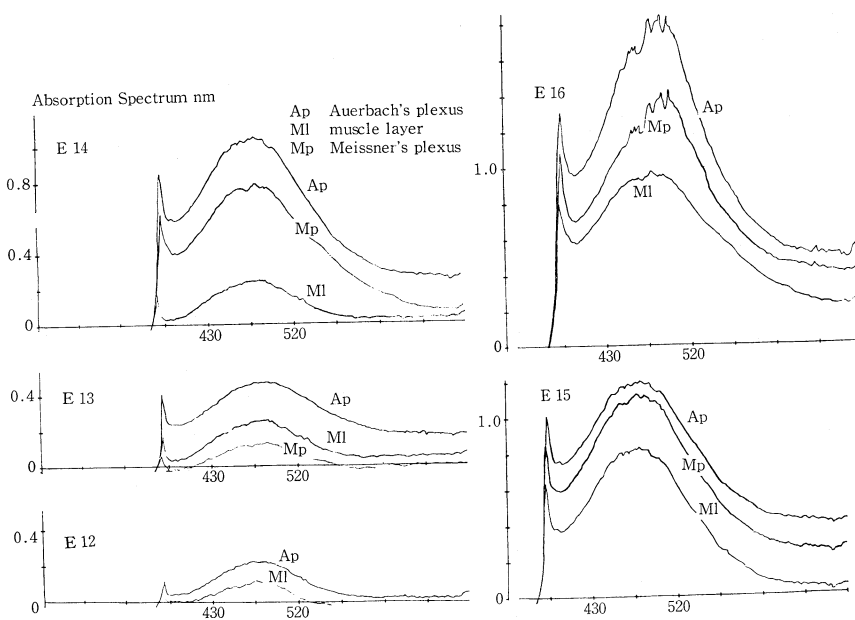 Absorption Spectrum nm
Ap Auerbach's plexus
Ml muscle layer
Mp Meissner's plexus
E 14
0.8
0.4
0
Ap
Mp
Ml
430 520
E 13
0.4
0
Ap
Ml
Mp
430 520
E 12
0.4
0
Ap
Ml
430 520
E 16
1.0
0
Ap
Mp
Ml
430 520
E 15
1.0
0
Ap
Mp
Ml
430 520